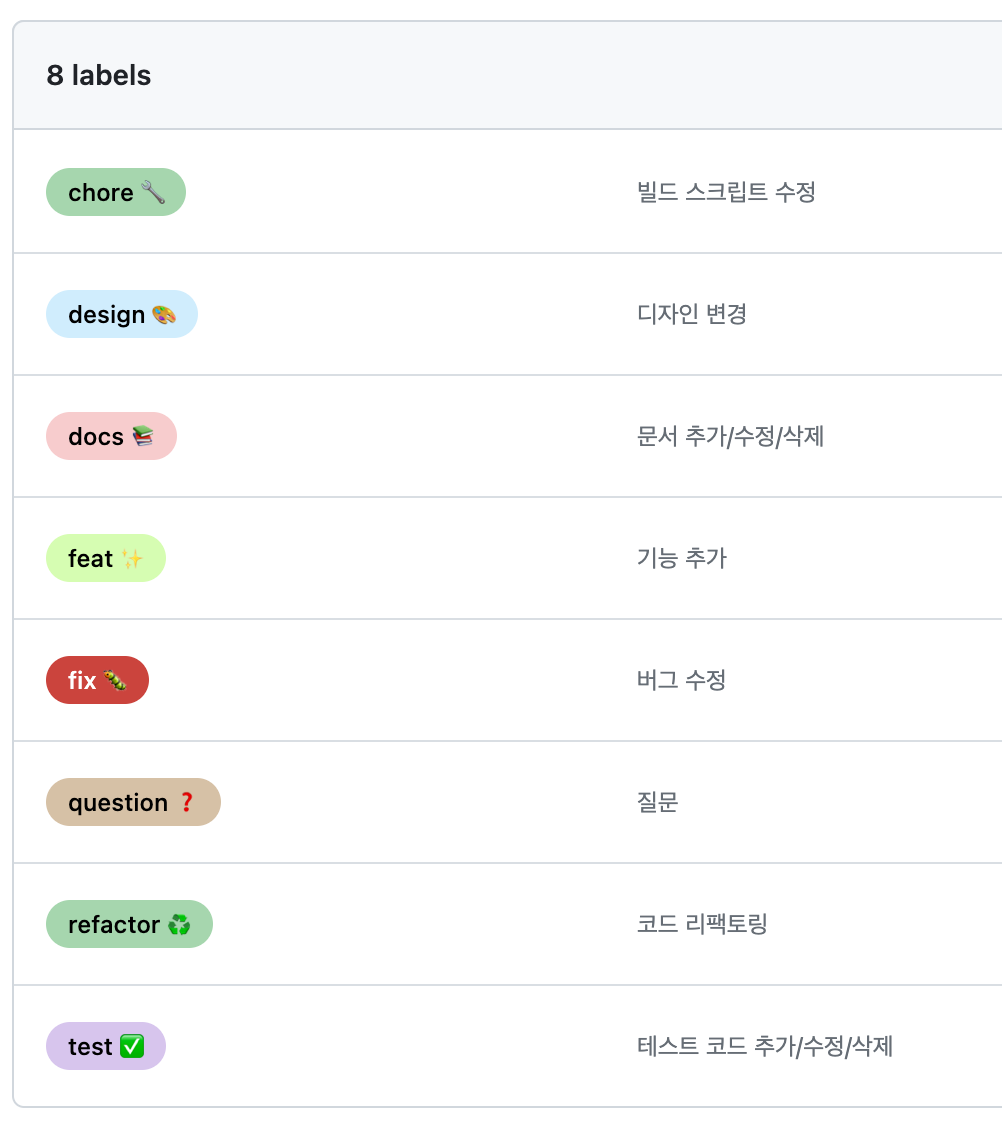 8 labels
chore 🔧 빌드 스크립트 수정
design 🎨 디자인 변경
docs 📚 문서 추가/수정/삭제
feat ✨ 기능 추가
fix 🐛 버그 수정
question ❓ 질문
refactor ♻️ 코드 리팩토링
test ✅ 테스트 코드 추가/수정/삭제